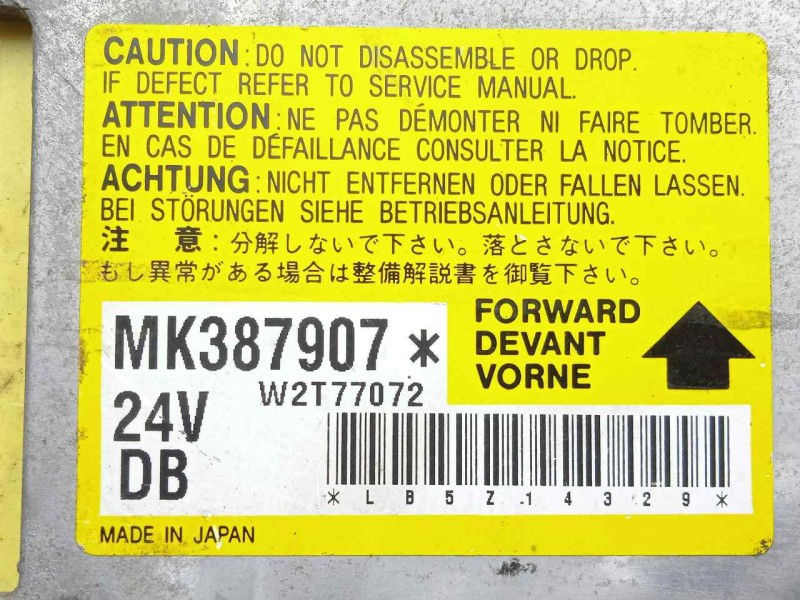 CAUTION : DO NOT DISASSEMBLE OR DROP.
IF DEFECT REFER TO SERVICE MANUAL.
ATTENTION : NE PAS DÉMONTER NI FAIRE TOMBER.
EN CAS DE DÉFAILLANCE CONSULTER LA NOTICE.
ACHTUNG : NICHT ENTFERNEN ODER FALLEN LASSEN.
BEI STÖRUNGEN SIEHE BETRIEBSANLEITUNG.
注 意 : 分解しないで下さい。落とさないで下さい。
もし異常がある場合は整備解説書を御覧下さい。
MK387907 *
W2T77072
24V
DB
FORWARD
DEVANT
VORNE
* L B 5 Z 1 4 3 2 9 *
MADE IN JAPAN